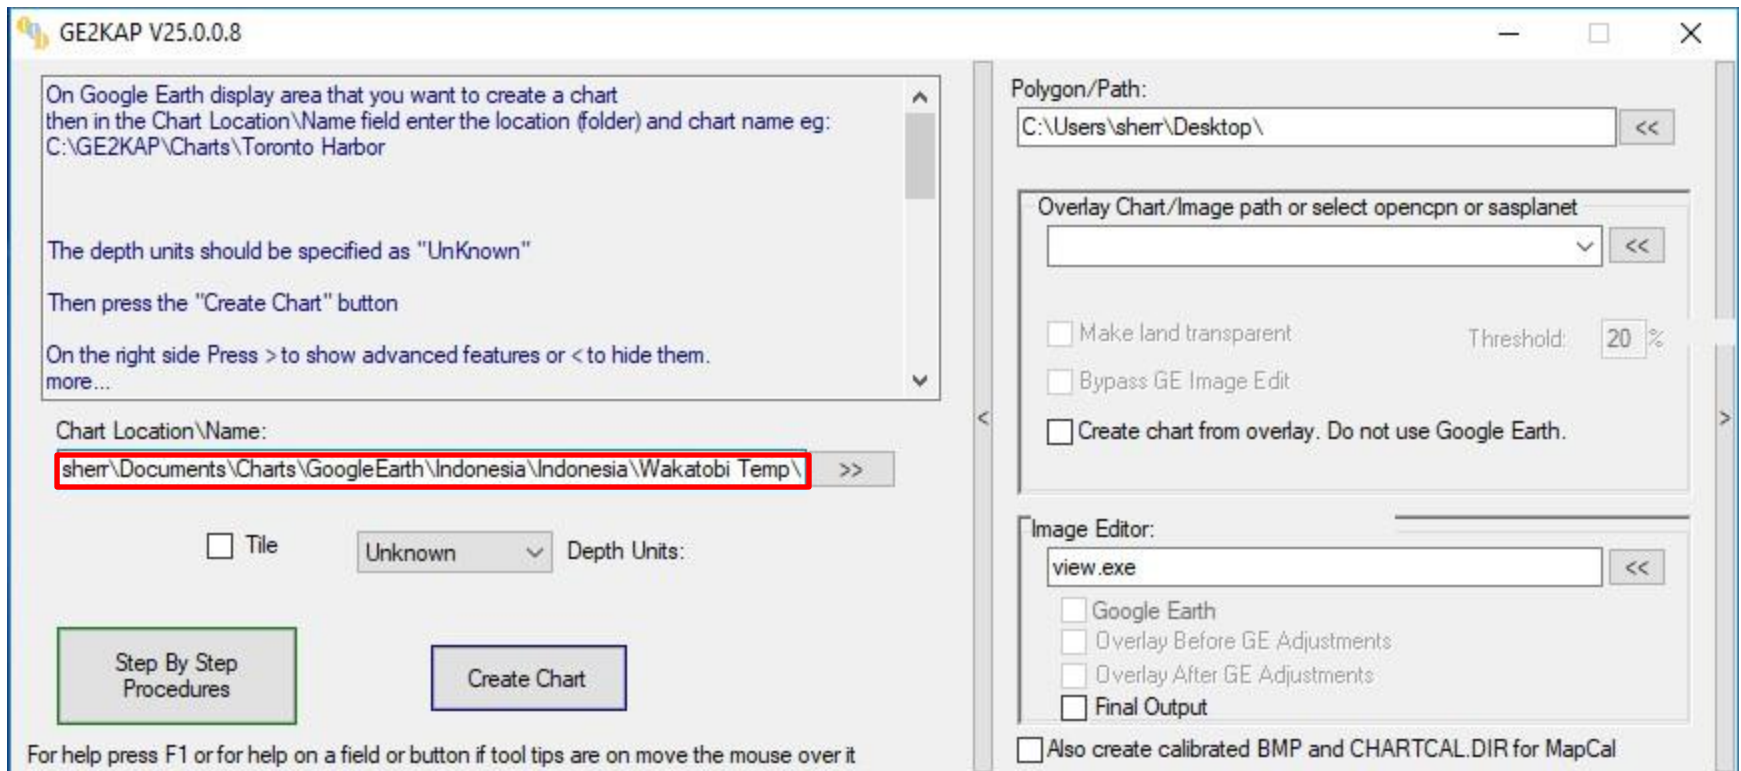 GE2KAP V25.0.0.8
On Google Earth display area that you want to create a chart
then in the Chart Location\Name field enter the location (folder) and chart name eg:
C:\GE2KAP\Charts\Toronto Harbor
The depth units should be specified as "UnKnown"
Then press the "Create Chart" button
On the right side Press > to show advanced features or < to hide them.
more...
Chart Location\Name:
sherr\Documents\Charts\GoogleEarth\Indonesia\Indonesia\Wakatobi Temp\
>>
Tile
Unknown
Depth Units:
Step By Step
Procedures
Create Chart
For help press F1 or for help on a field or button if tool tips are on move the mouse over it
<
Polygon/Path:
C:\Users\sherr\Desktop\
<<
Overlay Chart/Image path or select opencpn or sasplanet
<<
Make land transparent
Threshold:
20 %
Bypass GE Image Edit
Create chart from overlay. Do not use Google Earth.
Image Editor:
view.exe
<<
Google Earth
Overlay Before GE Adjustments
Overlay After GE Adjustments
Final Output
Also create calibrated BMP and CHARTCAL.DIR for MapCal
>